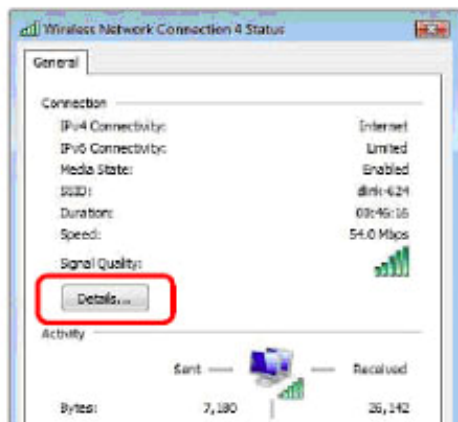 Wireless Network Connection 4 Status
General
Connection
IPv4 Connectivity: Internet
IPv6 Connectivity: Limited
Media State: Enabled
SSID: dlink-624
Duration: 00:46:16
Speed: 54.0 Mbps
Signal Quality:
Details...
Activity
Sent — — Received
Bytes: 7,180 26,142